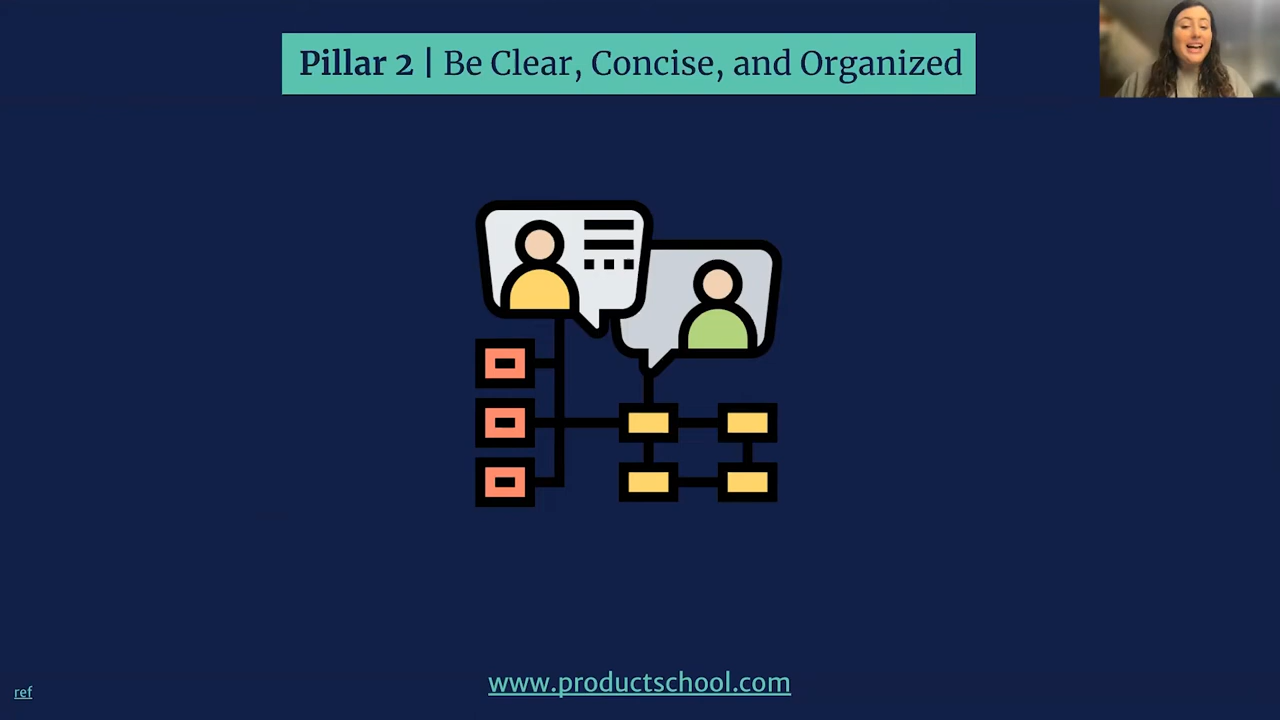 Pillar 2 | Be Clear, Concise, and Organized
www.productschool.com
ref